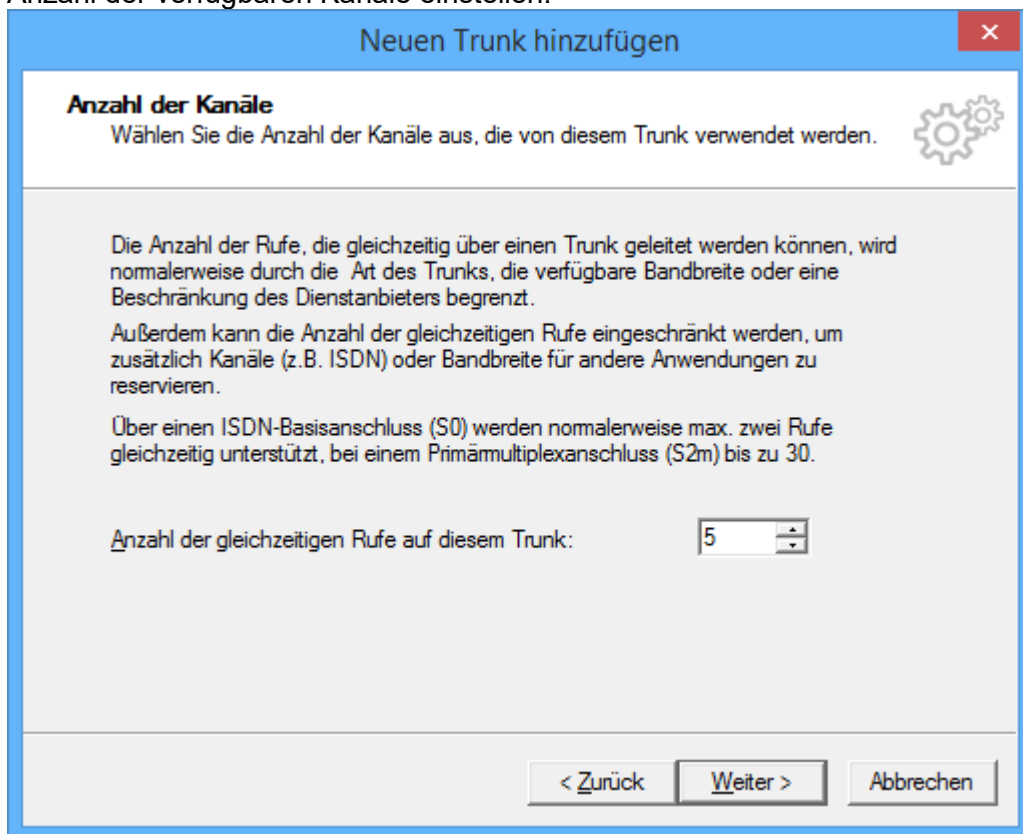 Anzahl der verfügbaren Kanäle einstellen.
Neuen Trunk hinzufügen
Anzahl der Kanäle
Wählen Sie die Anzahl der Kanäle aus, die von diesem Trunk verwendet werden.
Die Anzahl der Rufe, die gleichzeitig über einen Trunk geleitet werden können, wird
normalerweise durch die Art des Trunks, die verfügbare Bandbreite oder eine
Beschränkung des Dienstanbieters begrenzt.
Außerdem kann die Anzahl der gleichzeitigen Rufe eingeschränkt werden, um
zusätzlich Kanäle (z.B. ISDN) oder Bandbreite für andere Anwendungen zu
reservieren.
Über einen ISDN-Basisanschluss (S0) werden normalerweise max. zwei Rufe
gleichzeitig unterstützt, bei einem Primärmultiplexanschluss (S2m) bis zu 30.
Anzahl der gleichzeitigen Rufe auf diesem Trunk: 5
< Zurück Weiter > Abbrechen